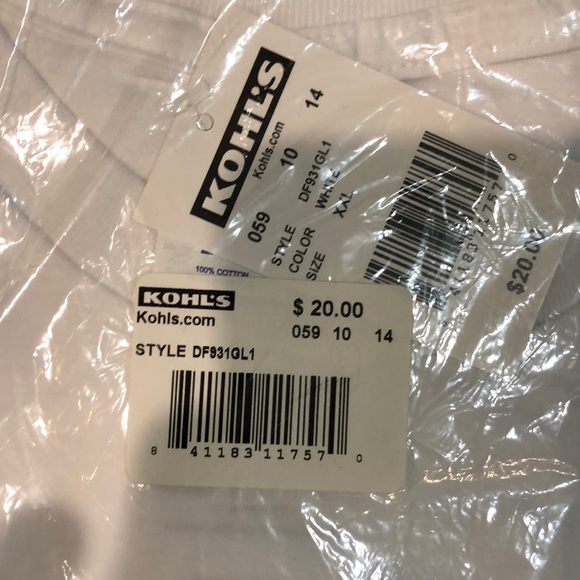 KOHL'S
Kohls.com
059 10 14
STYLE DF931GL1
COLOR WHITE
SIZE XXL
$20.00
100% COTTON
KOHL'S
Kohls.com
$ 20.00
059 10 14
STYLE DF931GL1
8 41183 11757 0